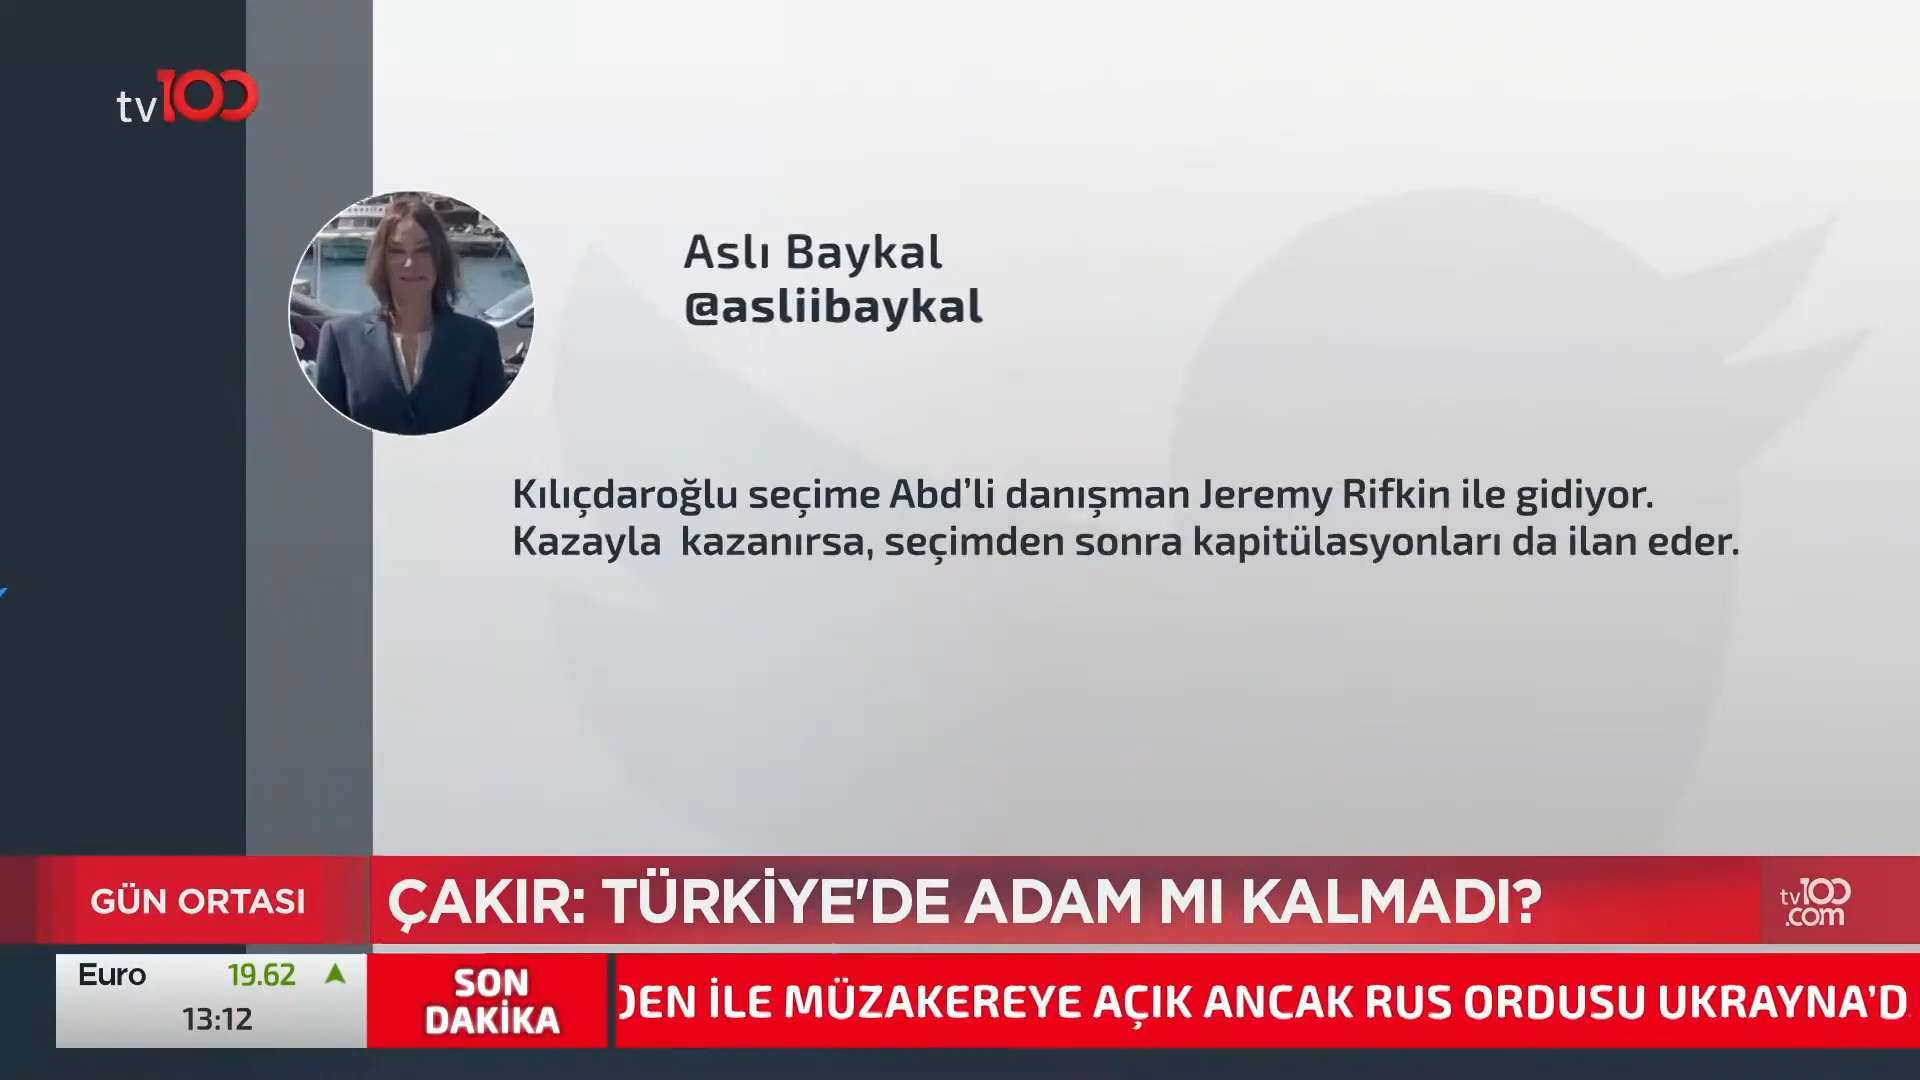 tv100
Aslı Baykal
@asliibaykal
Kılıçdaroğlu seçime Abd’li danışman Jeremy Rifkin ile gidiyor.
Kazayla kazanırsa, seçimden sonra kapitülasyonları da ilan eder.
GÜN ORTASI
ÇAKIR: TÜRKİYE'DE ADAM MI KALMADI?
tv100
.com
Euro 19.62
13:12
SON
DAKİKA
İLE MÜZAKEREYE AÇIK ANCAK RUS ORDUSU UKRAYNA’D